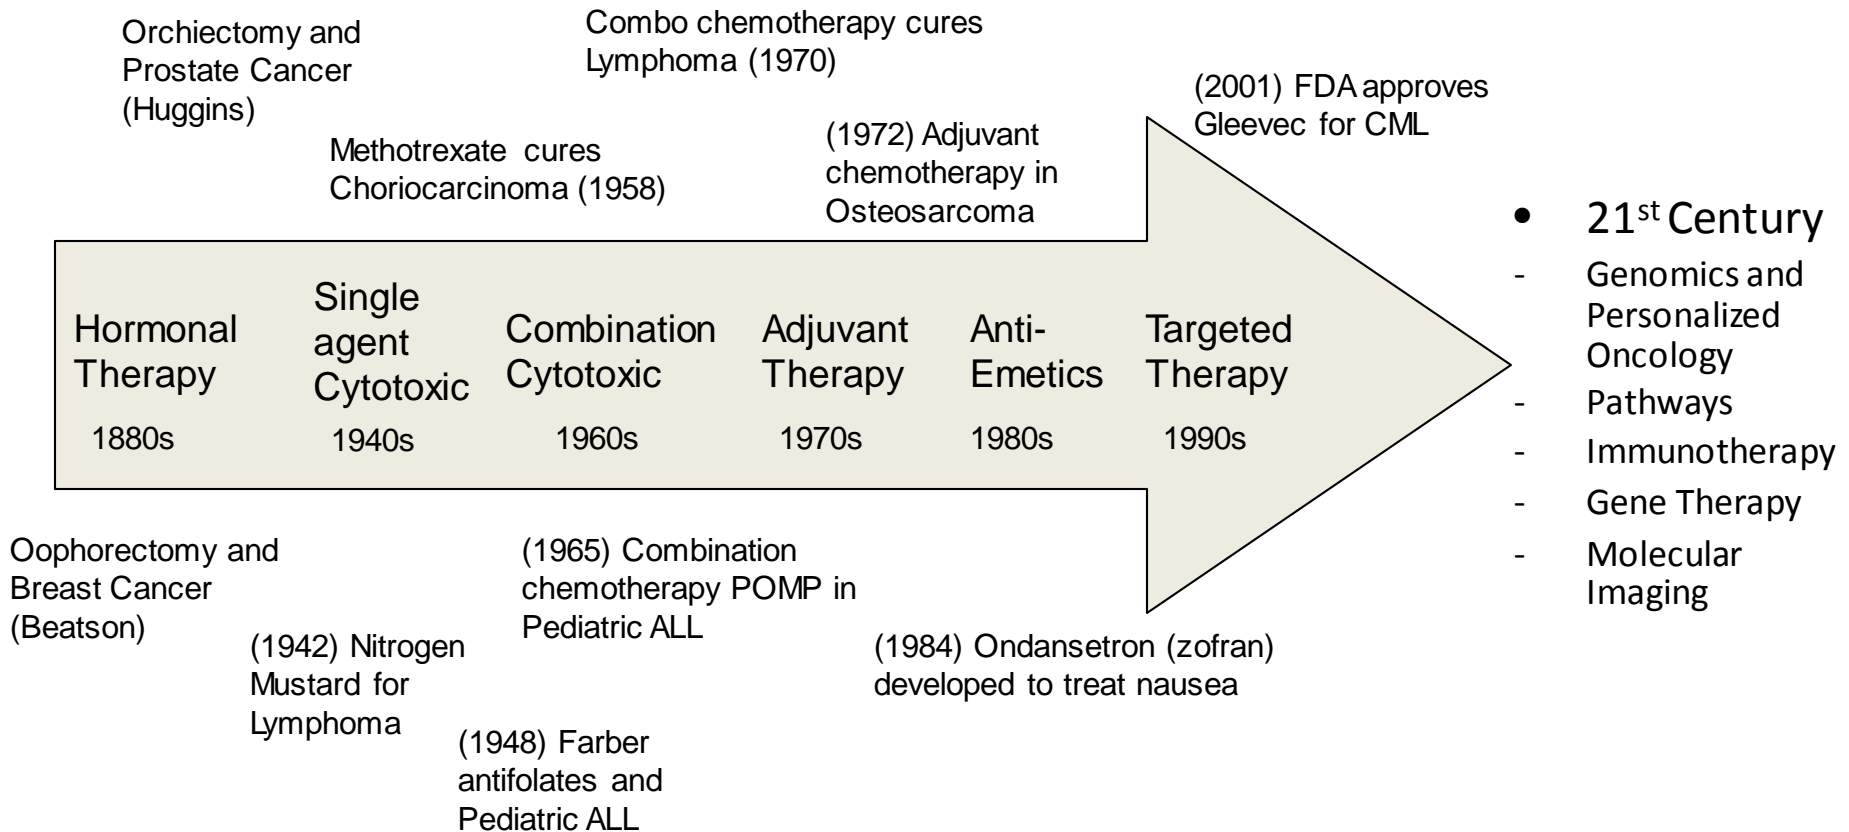 Orchiectomy and
Prostate Cancer
(Huggins)
Combo chemotherapy cures
Lymphoma (1970)
(2001) FDA approves
Gleevec for CML
Methotrexate cures
Choriocarcinoma (1958)
(1972) Adjuvant
chemotherapy in
Osteosarcoma
Hormonal
Therapy
1880s
Single
agent
Cytotoxic
1940s
Combination
Cytotoxic
1960s
Adjuvant
Therapy
1970s
Anti-
Emetics
1980s
Targeted
Therapy
1990s
• 21st Century
- Genomics and
Personalized
Oncology
- Pathways
- Immunotherapy
- Gene Therapy
- Molecular
Imaging
Oophorectomy and
Breast Cancer
(Beatson)
(1942) Nitrogen
Mustard for
Lymphoma
(1965) Combination
chemotherapy POMP in
Pediatric ALL
(1948) Farber
antifolates and
Pediatric ALL
(1984) Ondansetron (zofran)
developed to treat nausea